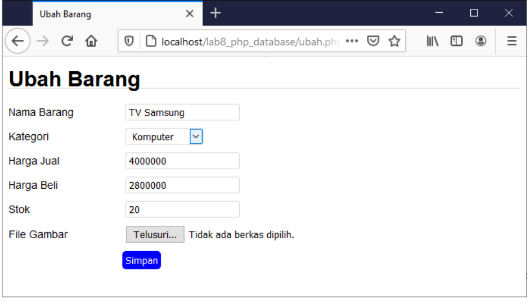 Ubah Barang
localhost/lab8_php_database/ubah.ph
Ubah Barang
Nama Barang TV Samsung
Kategori Komputer
Harga Jual 4000000
Harga Beli 2800000
Stok 20
File Gambar Telusuri... Tidak ada berkas dipilih.
Simpan